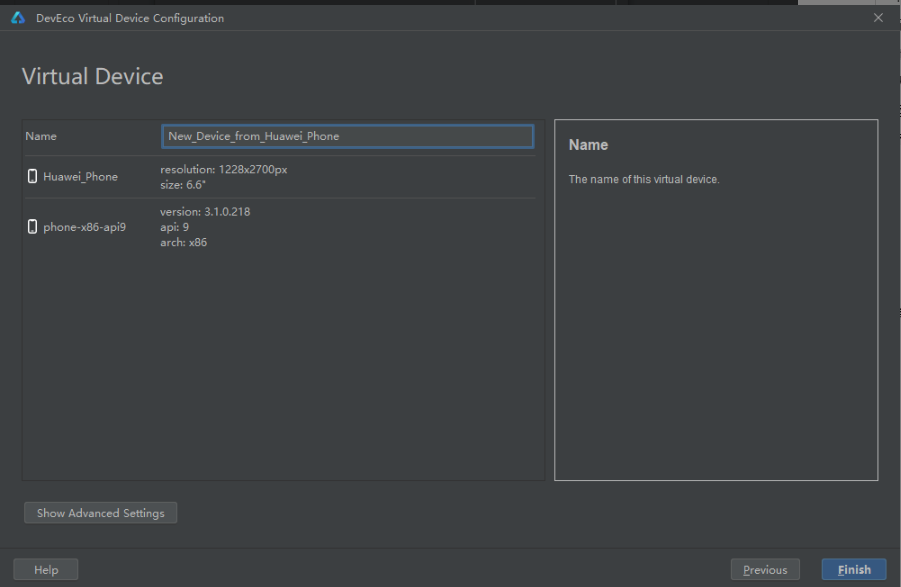 DevEco Virtual Device Configuration
Virtual Device
Name
New_Device_from_Huawei_Phone
Huawei_Phone
resolution: 1228x2700px
size: 6.6"
phone-x86-api9
version: 3.1.0.218
api: 9
arch: x86
Name
The name of this virtual device.
Show Advanced Settings
Help
Previous
Finish